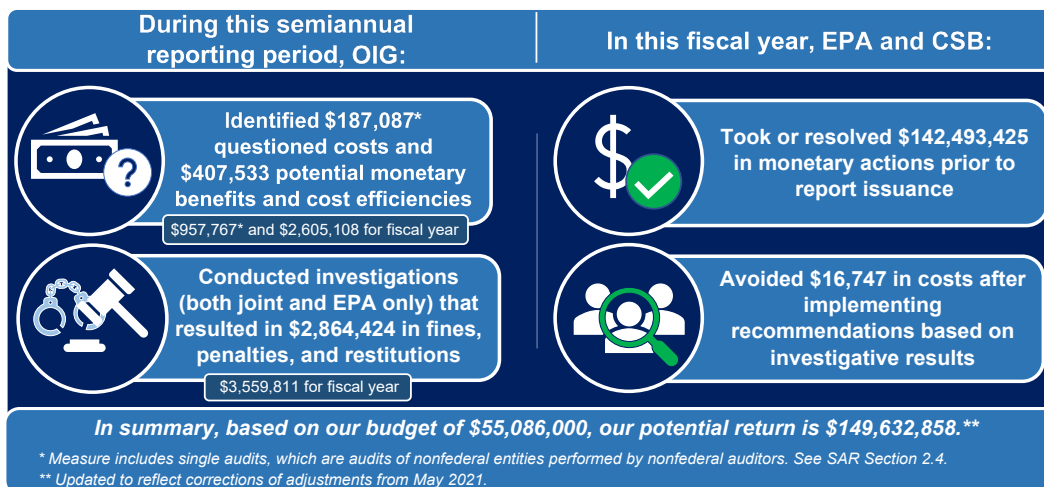 During this semiannual
reporting period, OIG:
In this fiscal year, EPA and CSB:
Identified $187,087*
questioned costs and
$407,533 potential monetary
benefits and cost efficiencies
$957,767* and $2,605,108 for fiscal year
Took or resolved $142,493,425
in monetary actions prior to
report issuance
Conducted investigations
(both joint and EPA only) that
resulted in $2,864,424 in fines,
penalties, and restitutions
$3,559,811 for fiscal year
Avoided $16,747 in costs after
implementing
recommendations based on
investigative results
In summary, based on our budget of $55,086,000, our potential return is $149,632,858.**
* Measure includes single audits, which are audits of nonfederal entities performed by nonfederal auditors. See SAR Section 2.4.
** Updated to reflect corrections of adjustments from May 2021.